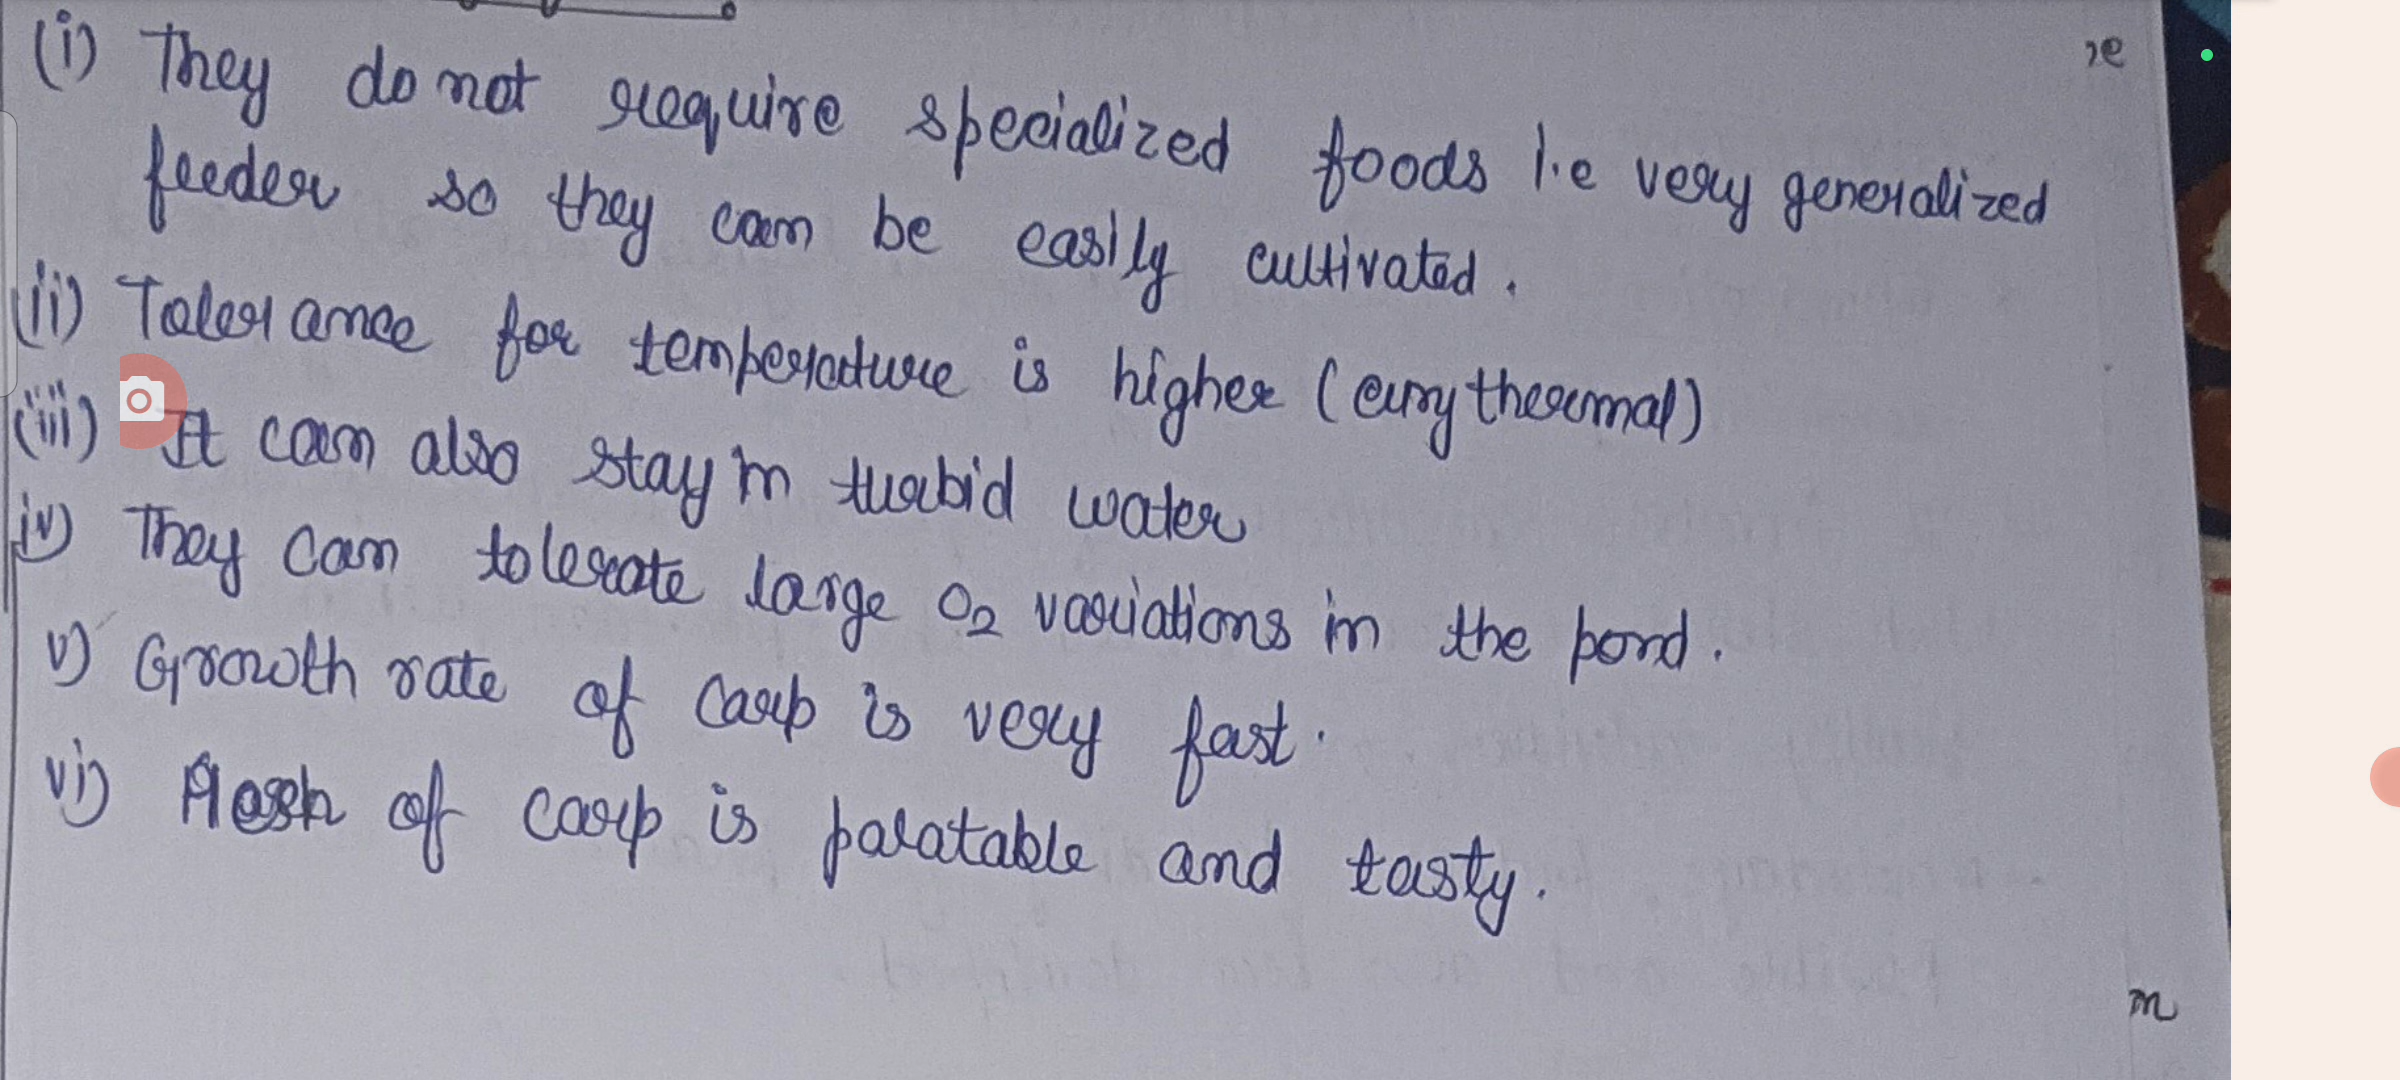 (i) They do not require specialized foods i.e very generalized
feeder so they can be easily cultivated.
(ii) Tolerance for temperature is higher (eurythermal)
(iii) It can also stay in turbid water
iv) They can tolerate large O2 variations in the pond.
v) Growth rate of carp is very fast.
vi) Flesh of carp is palatable and tasty.